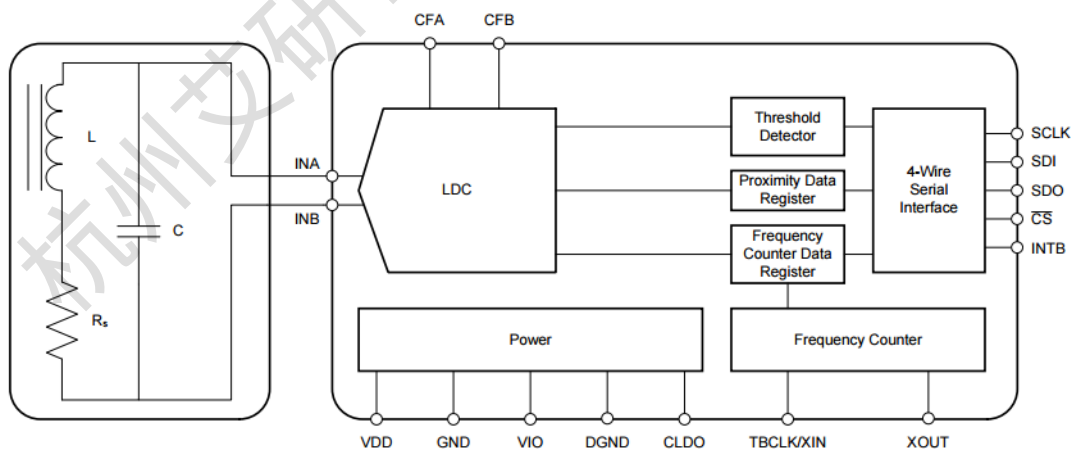 CFA
CFB
杭州艾研
L
C
Rs
INA
INB
LDC
Threshold
Detector
Proximity Data
Register
Frequency
Counter Data
Register
4-Wire
Serial
Interface
SCLK
SDI
SDO
CS
INTB
Power
Frequency Counter
VDD
GND
VIO
DGND
CLDO
TBCLK/XIN
XOUT